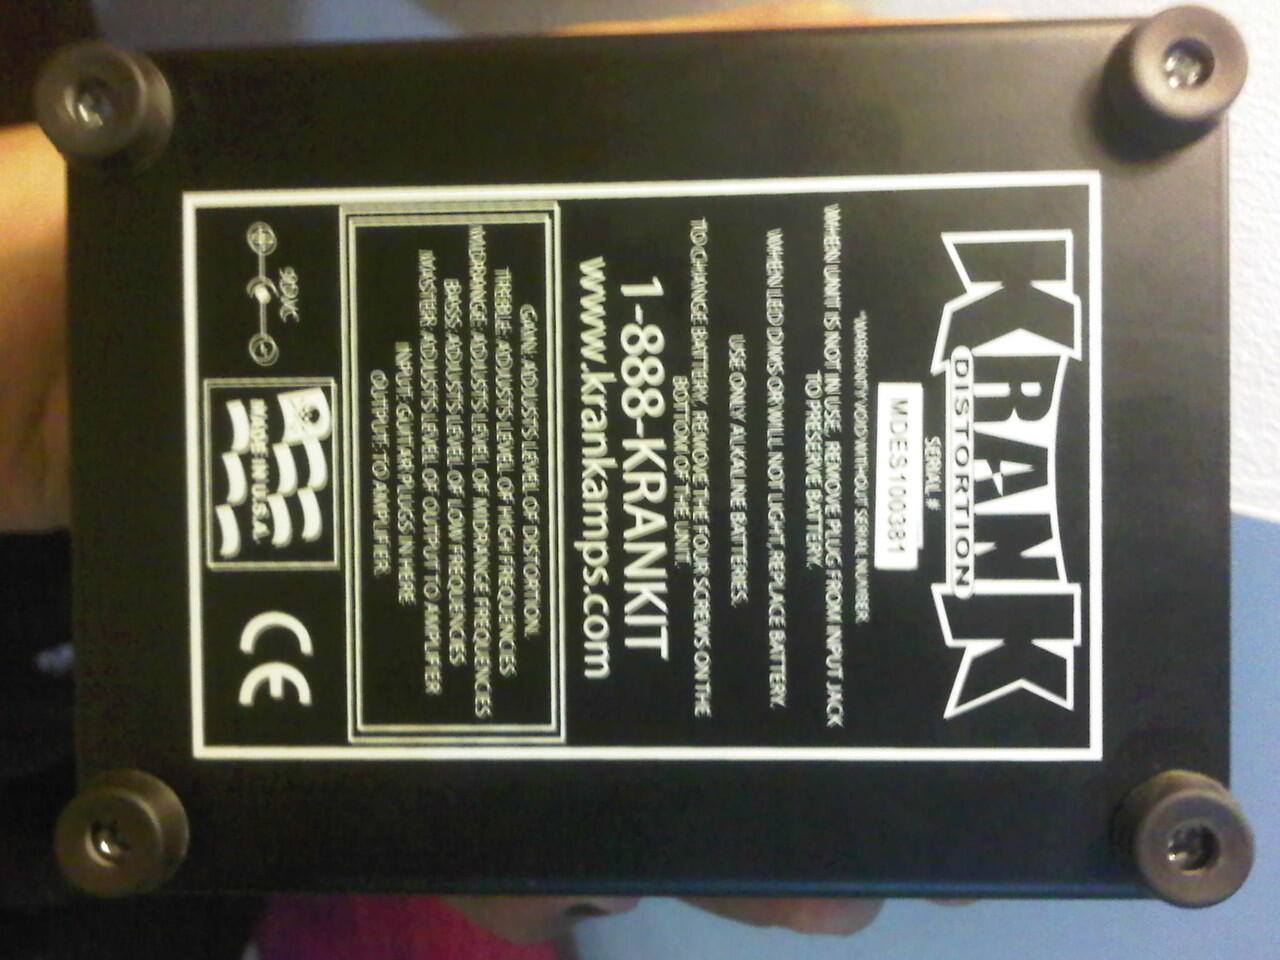 KRANK
DISTORTION
SERIAL #
MDES100381
*WARRANTY VOID WITHOUT SERIAL NUMBER
WHEN UNIT IS NOT IN USE, REMOVE PLUG FROM INPUT JACK
TO PRESERVE BATTERY.
WHEN LED DIMS OR WILL NOT LIGHT, REPLACE BATTERY.
USE ONLY ALKALINE BATTERIES.
TO CHANGE BATTERY, REMOVE THE FOUR SCREWS ON THE
BOTTOM OF THE UNIT.
1-888-KRANKIT
www.krankamps.com
GAIN: ADJUSTS LEVEL OF DISTORTION.
TREBLE: ADJUSTS LEVEL OF HIGH FREQUENCIES
MIDRANGE: ADJUSTS LEVEL OF MIDRANGE FREQUENCIES
BASS: ADJUSTS LEVEL OF LOW FREQUENCIES
MASTER: ADJUSTS LEVEL OF OUTPUT TO AMPLIFIER
INPUT: GUITAR PLUGS IN HERE
OUTPUT: TO AMPLIFIER
9VDC
MADE IN U.S.A.
CE